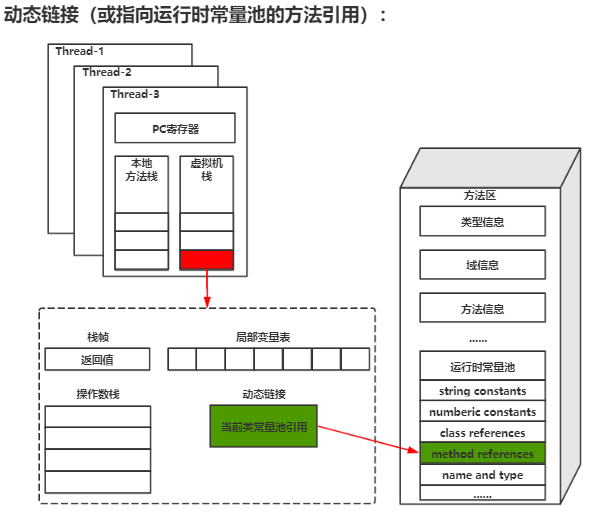 动态链接（或指向运行时常量池的方法引用）：
Thread-1
Thread-2
Thread-3
PC寄存器
本地
方法栈
虚拟机
栈
栈帧
返回值
局部变量表
操作数栈
动态链接
当前类常量池引用
方法区
类型信息
域信息
方法信息
......
运行时常量池
string constants
numberic constants
class references
method references
name and type
......